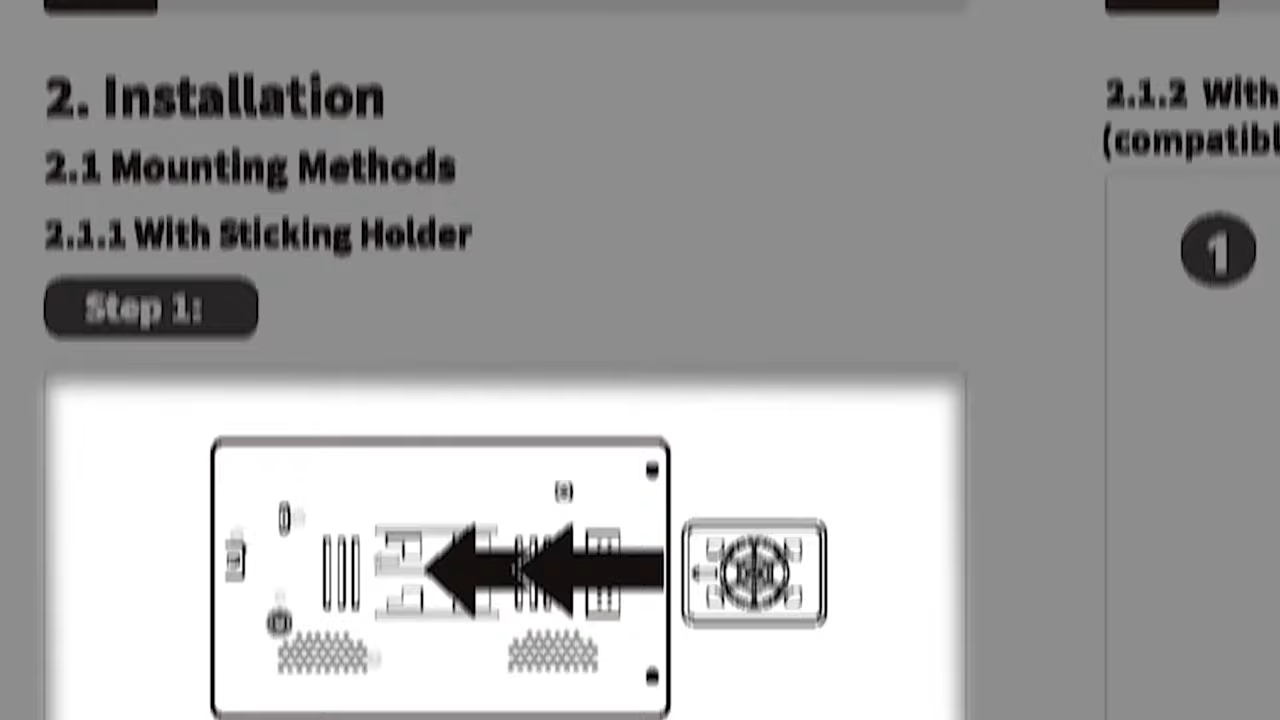 2. Installation
2.1 Mounting Methods
2.1.1 With Sticking Holder
Step 1:
2.1.2 With
(compatibl
1